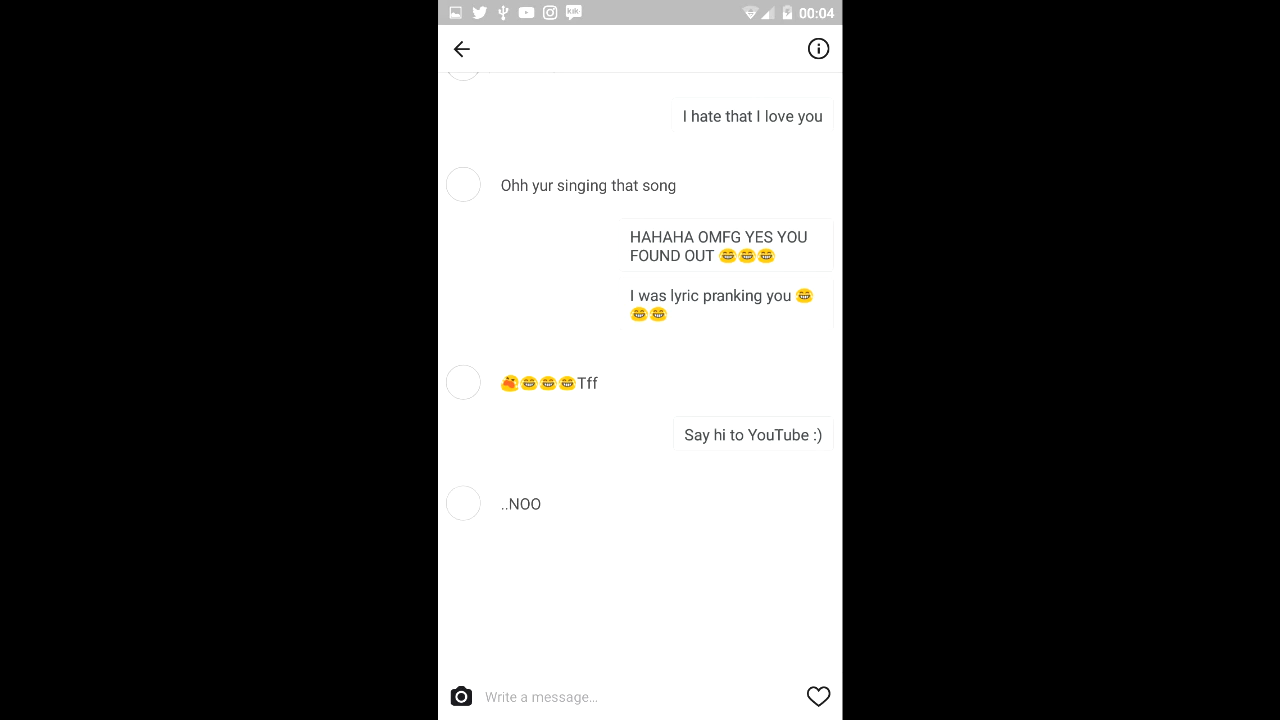 kik
00:04
I hate that I love you
Ohh yur singing that song
HAHAHA OMFG YES YOU
FOUND OUT 😂😂😂
I was lyric pranking you 😂
😂😂
😭😂😂😂Tff
Say hi to YouTube :)
..NOO
Write a message...